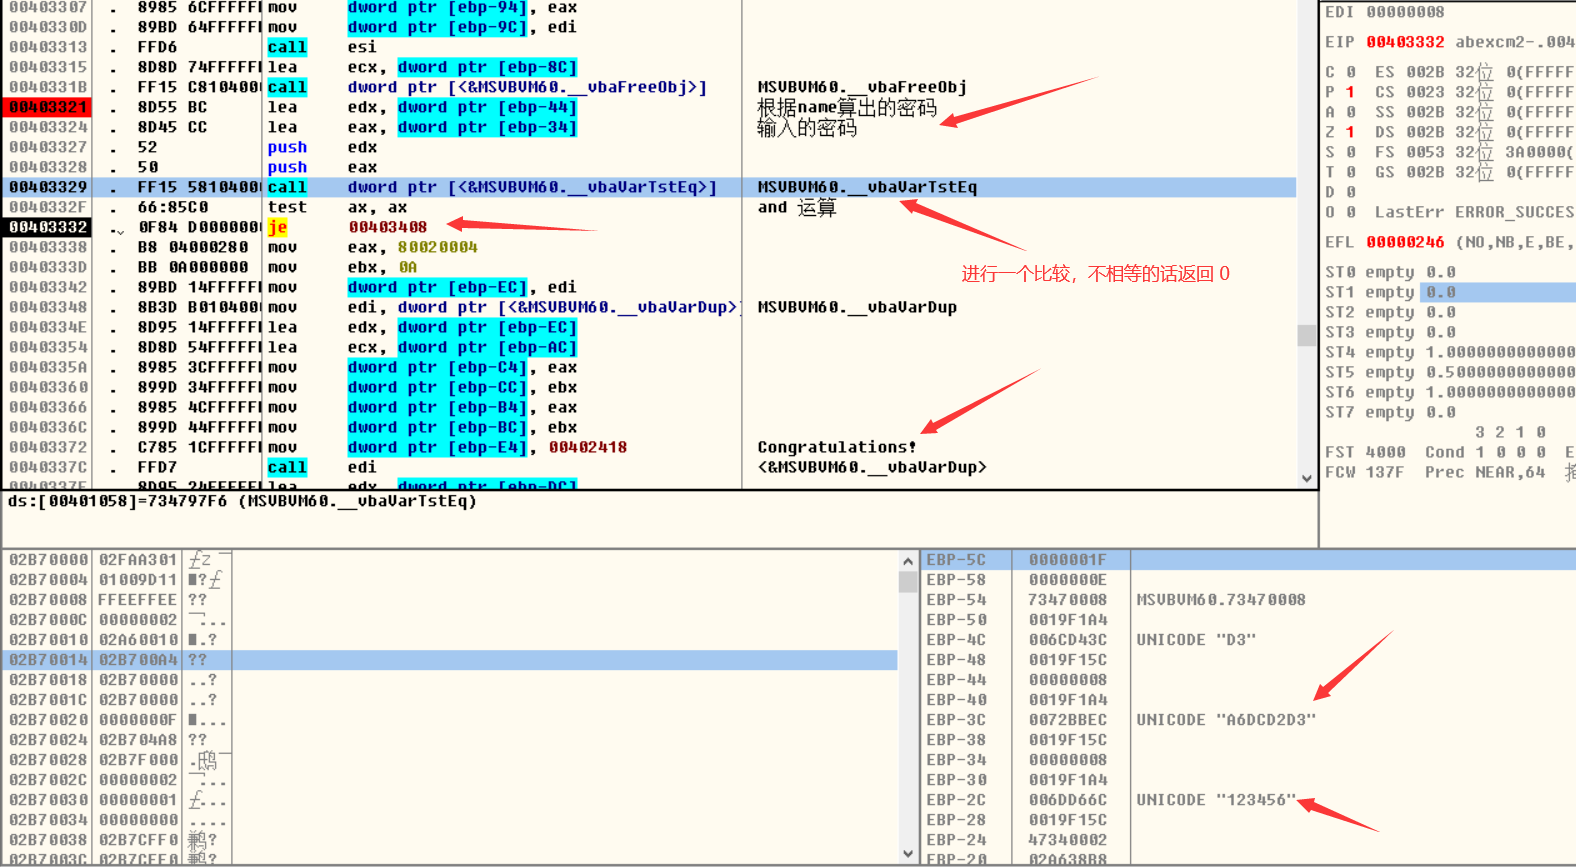 00403307 . 8985 6CFFFFFF mov dword ptr [ebp-94], eax
0040330D . 89BD 64FFFFFF mov dword ptr [ebp-9C], edi
00403313 . FFD6 call esi
00403315 . 8D8D 74FFFFFF lea ecx, dword ptr [ebp-8C]
0040331B . FF15 C8104000 call dword ptr [<&MSVBVM60.__vbaFreeObj>] MSVBVM60.__vbaFreeObj
00403321 . 8D55 BC lea edx, dword ptr [ebp-44] 根据name算出的密码
00403324 . 8D45 CC lea eax, dword ptr [ebp-34] 输入的密码
00403327 . 52 push edx
00403328 . 50 push eax
00403329 . FF15 58104000 call dword ptr [<&MSVBVM60.__vbaVarTstEq>] MSVBVM60.__vbaVarTstEq
0040332F . 66:85C0 test ax, ax and 运算
00403332 . 0F84 D0000000 je 00403408
00403338 . B8 04000280 mov eax, 80020004
0040333D . BB 0A000000 mov ebx, 0A
00403342 . 89BD 14FFFFFF mov dword ptr [ebp-EC], edi
00403348 . 8B3D B0104000 mov edi, dword ptr [<&MSVBVM60.__vbaVarDup>] MSVBVM60.__vbaVarDup
0040334E . 8D95 14FFFFFF lea edx, dword ptr [ebp-EC]
00403354 . 8D8D 54FFFFFF lea ecx, dword ptr [ebp-AC]
0040335A . 8985 3CFFFFFF mov dword ptr [ebp-C4], eax
00403360 . 899D 34FFFFFF mov dword ptr [ebp-CC], ebx
00403366 . 8985 4CFFFFFF mov dword ptr [ebp-B4], eax
0040336C . 899D 44FFFFFF mov dword ptr [ebp-BC], ebx
00403372 . C785 1CFFFFFF mov dword ptr [ebp-E4], 00402418 Congratulations!
0040337C . FFD7 call edi <&MSVBVM60.__vbaVarDup>
0040337E . 8D95 24FFFFFF lea edx, dword ptr [ebp-DC]
进行一个比较，不相等的话返回 0
EDI 00000008
EIP 00403332 abexcm2-.004
C 0 ES 002B 32位 0(FFFFF
P 1 CS 0023 32位 0(FFFFF
A 0 SS 002B 32位 0(FFFFF
Z 1 DS 002B 32位 0(FFFFF
S 0 FS 0053 32位 3A0000(
T 0 GS 002B 32位 0(FFFFF
D 0
O 0 LastErr ERROR_SUCCES
EFL 00000246 (NO,NB,E,BE,
ST0 empty 0.0
ST1 empty 0.0
ST2 empty 0.0
ST3 empty 0.0
ST4 empty 1.0000000000000
ST5 empty 0.5000000000000
ST6 empty 1.0000000000000
ST7 empty 0.0
3 2 1 0
FST 4000 Cond 1 0 0 0 E
FCW 137F Prec NEAR,64
ds:[00401058]=734797F6 (MSVBVM60.__vbaVarTstEq)
02B70000 02FAA301
02B70004 01009D11
02B70008 FFEEFFEE ??
02B7000C 00000002
02B70010 02A60010 ■.?
02B70014 02B700A4 ??
02B70018 02B70000 ..?
02B7001C 02B70000 ..?
02B70020 0000000F ■...
02B70024 02B704A8 ??
02B70028 02B7F000
02B7002C 00000002
02B70030 00000001
02B70034 00000000 ....
02B70038 02B7CFF0
02B7003C 02B7CFF0
EBP-5C 0000001F
EBP-58 0000000E
EBP-54 73470008 MSVBVM60.73470008
EBP-50 0019F1A4
EBP-4C 006CD43C UNICODE "D3"
EBP-48 0019F15C
EBP-44 00000008
EBP-40 0019F1A4
EBP-3C 0072BBEC UNICODE "A6DCD2D3"
EBP-38 0019F15C
EBP-34 00000008
EBP-30 0019F1A4
EBP-2C 006DD66C UNICODE "123456"
EBP-28 0019F15C
EBP-24 47340002
EBP-20 02A638B8